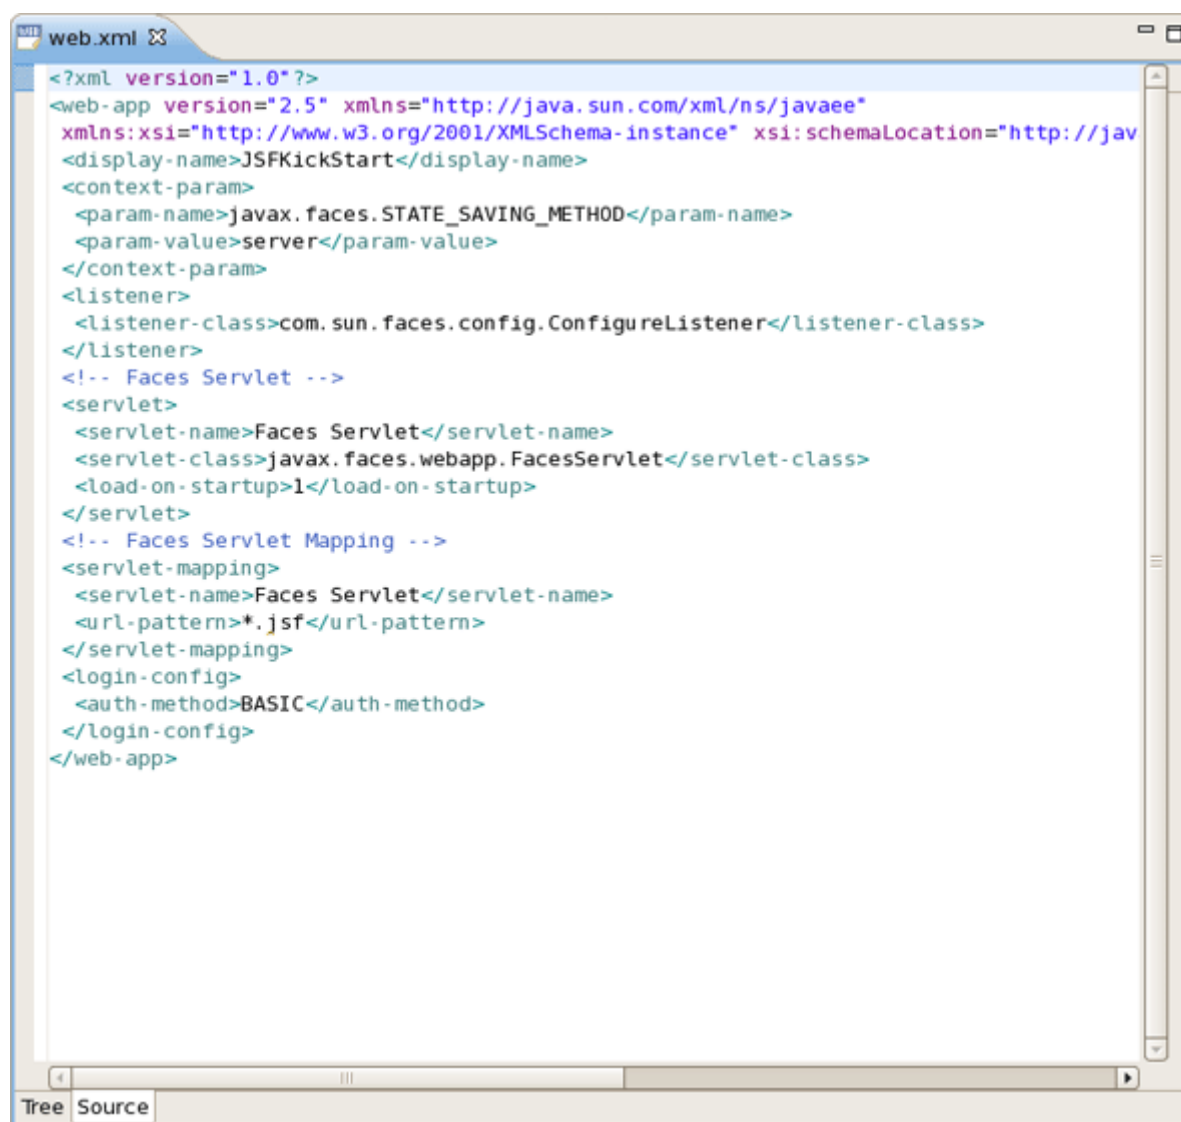 web.xml
<?xml version="1.0"?>
<web-app version="2.5" xmlns="http://java.sun.com/xml/ns/javaee"
 xmlns:xsi="http://www.w3.org/2001/XMLSchema-instance" xsi:schemaLocation="http://jav
 <display-name>JSFKickStart</display-name>
 <context-param>
  <param-name>javax.faces.STATE_SAVING_METHOD</param-name>
  <param-value>server</param-value>
 </context-param>
 <listener>
  <listener-class>com.sun.faces.config.ConfigureListener</listener-class>
 </listener>
 <!-- Faces Servlet -->
 <servlet>
  <servlet-name>Faces Servlet</servlet-name>
  <servlet-class>javax.faces.webapp.FacesServlet</servlet-class>
  <load-on-startup>1</load-on-startup>
 </servlet>
 <!-- Faces Servlet Mapping -->
 <servlet-mapping>
  <servlet-name>Faces Servlet</servlet-name>
  <url-pattern>*.jsf</url-pattern>
 </servlet-mapping>
 <login-config>
  <auth-method>BASIC</auth-method>
 </login-config>
</web-app>
Tree Source